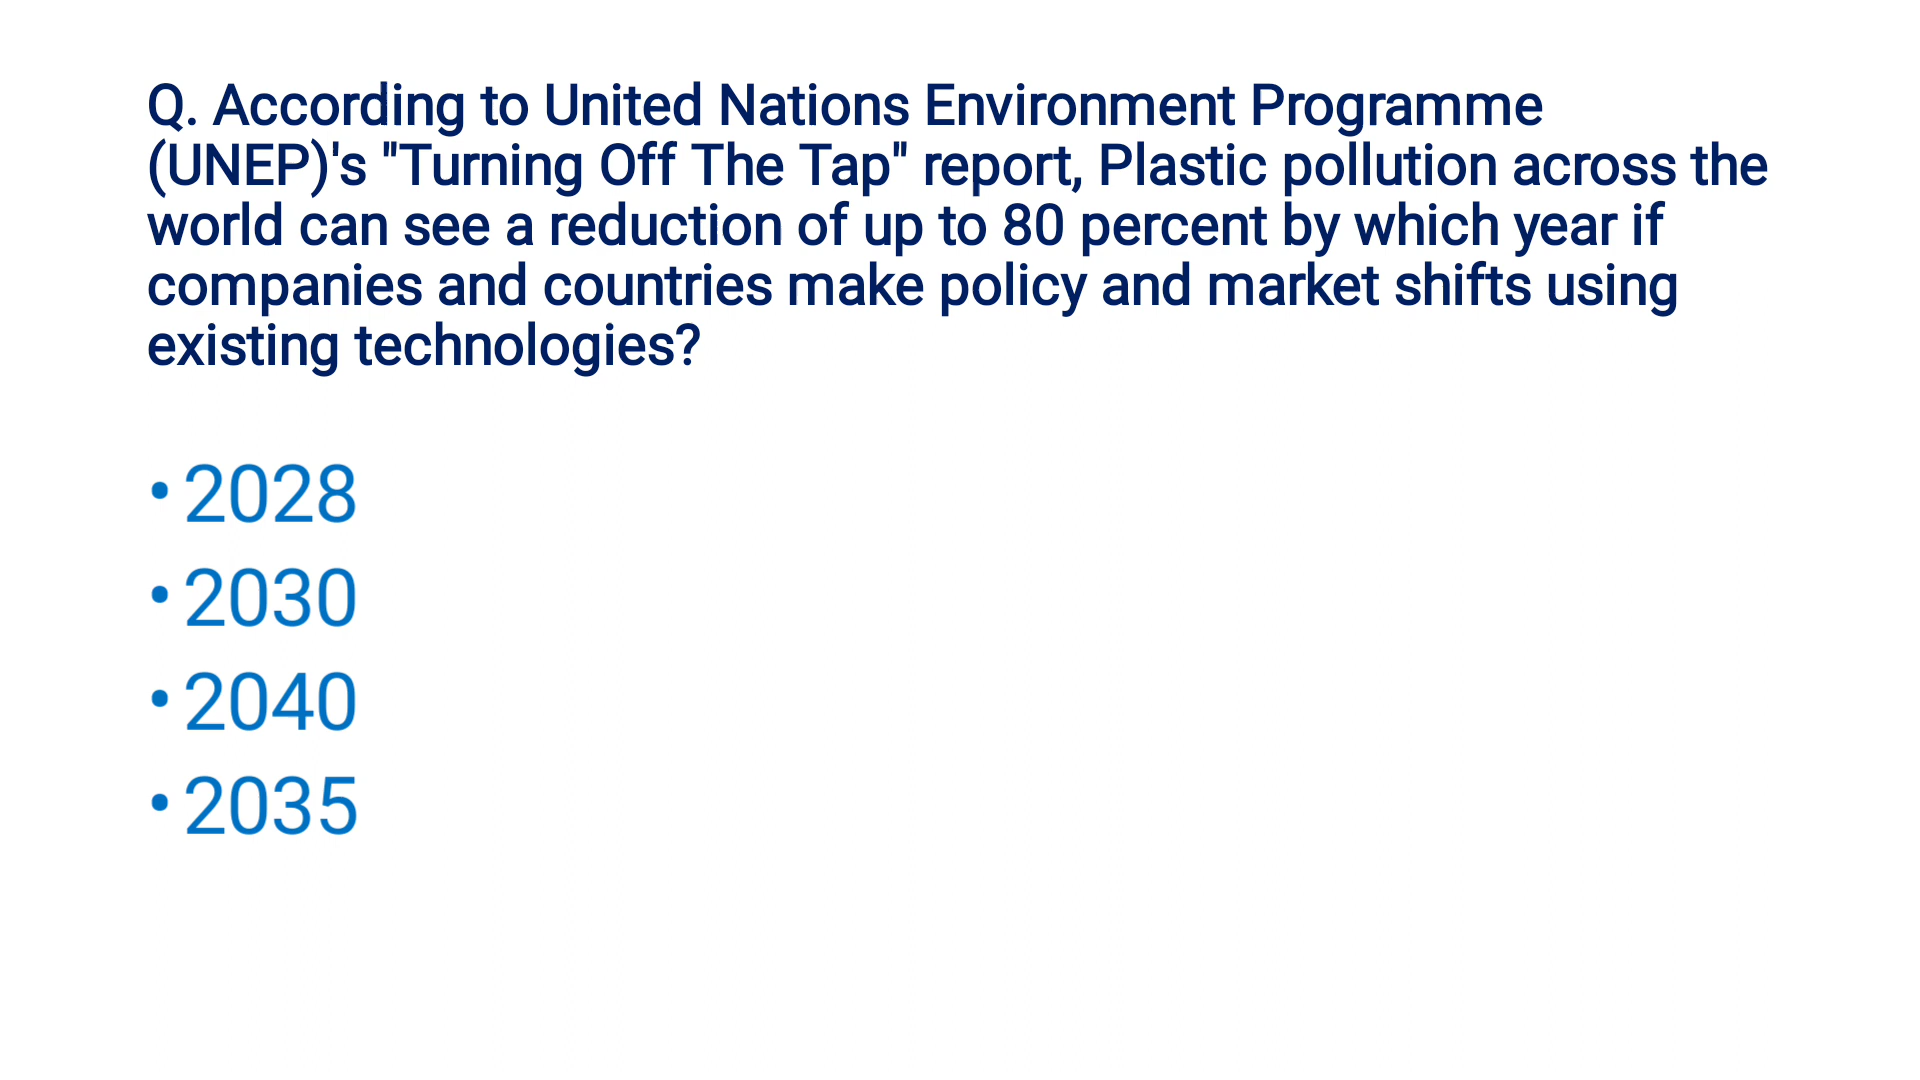 Q. According to United Nations Environment Programme
(UNEP)'s "Turning Off The Tap" report, Plastic pollution across the
world can see a reduction of up to 80 percent by which year if
companies and countries make policy and market shifts using
existing technologies?
• 2028
• 2030
• 2040
• 2035